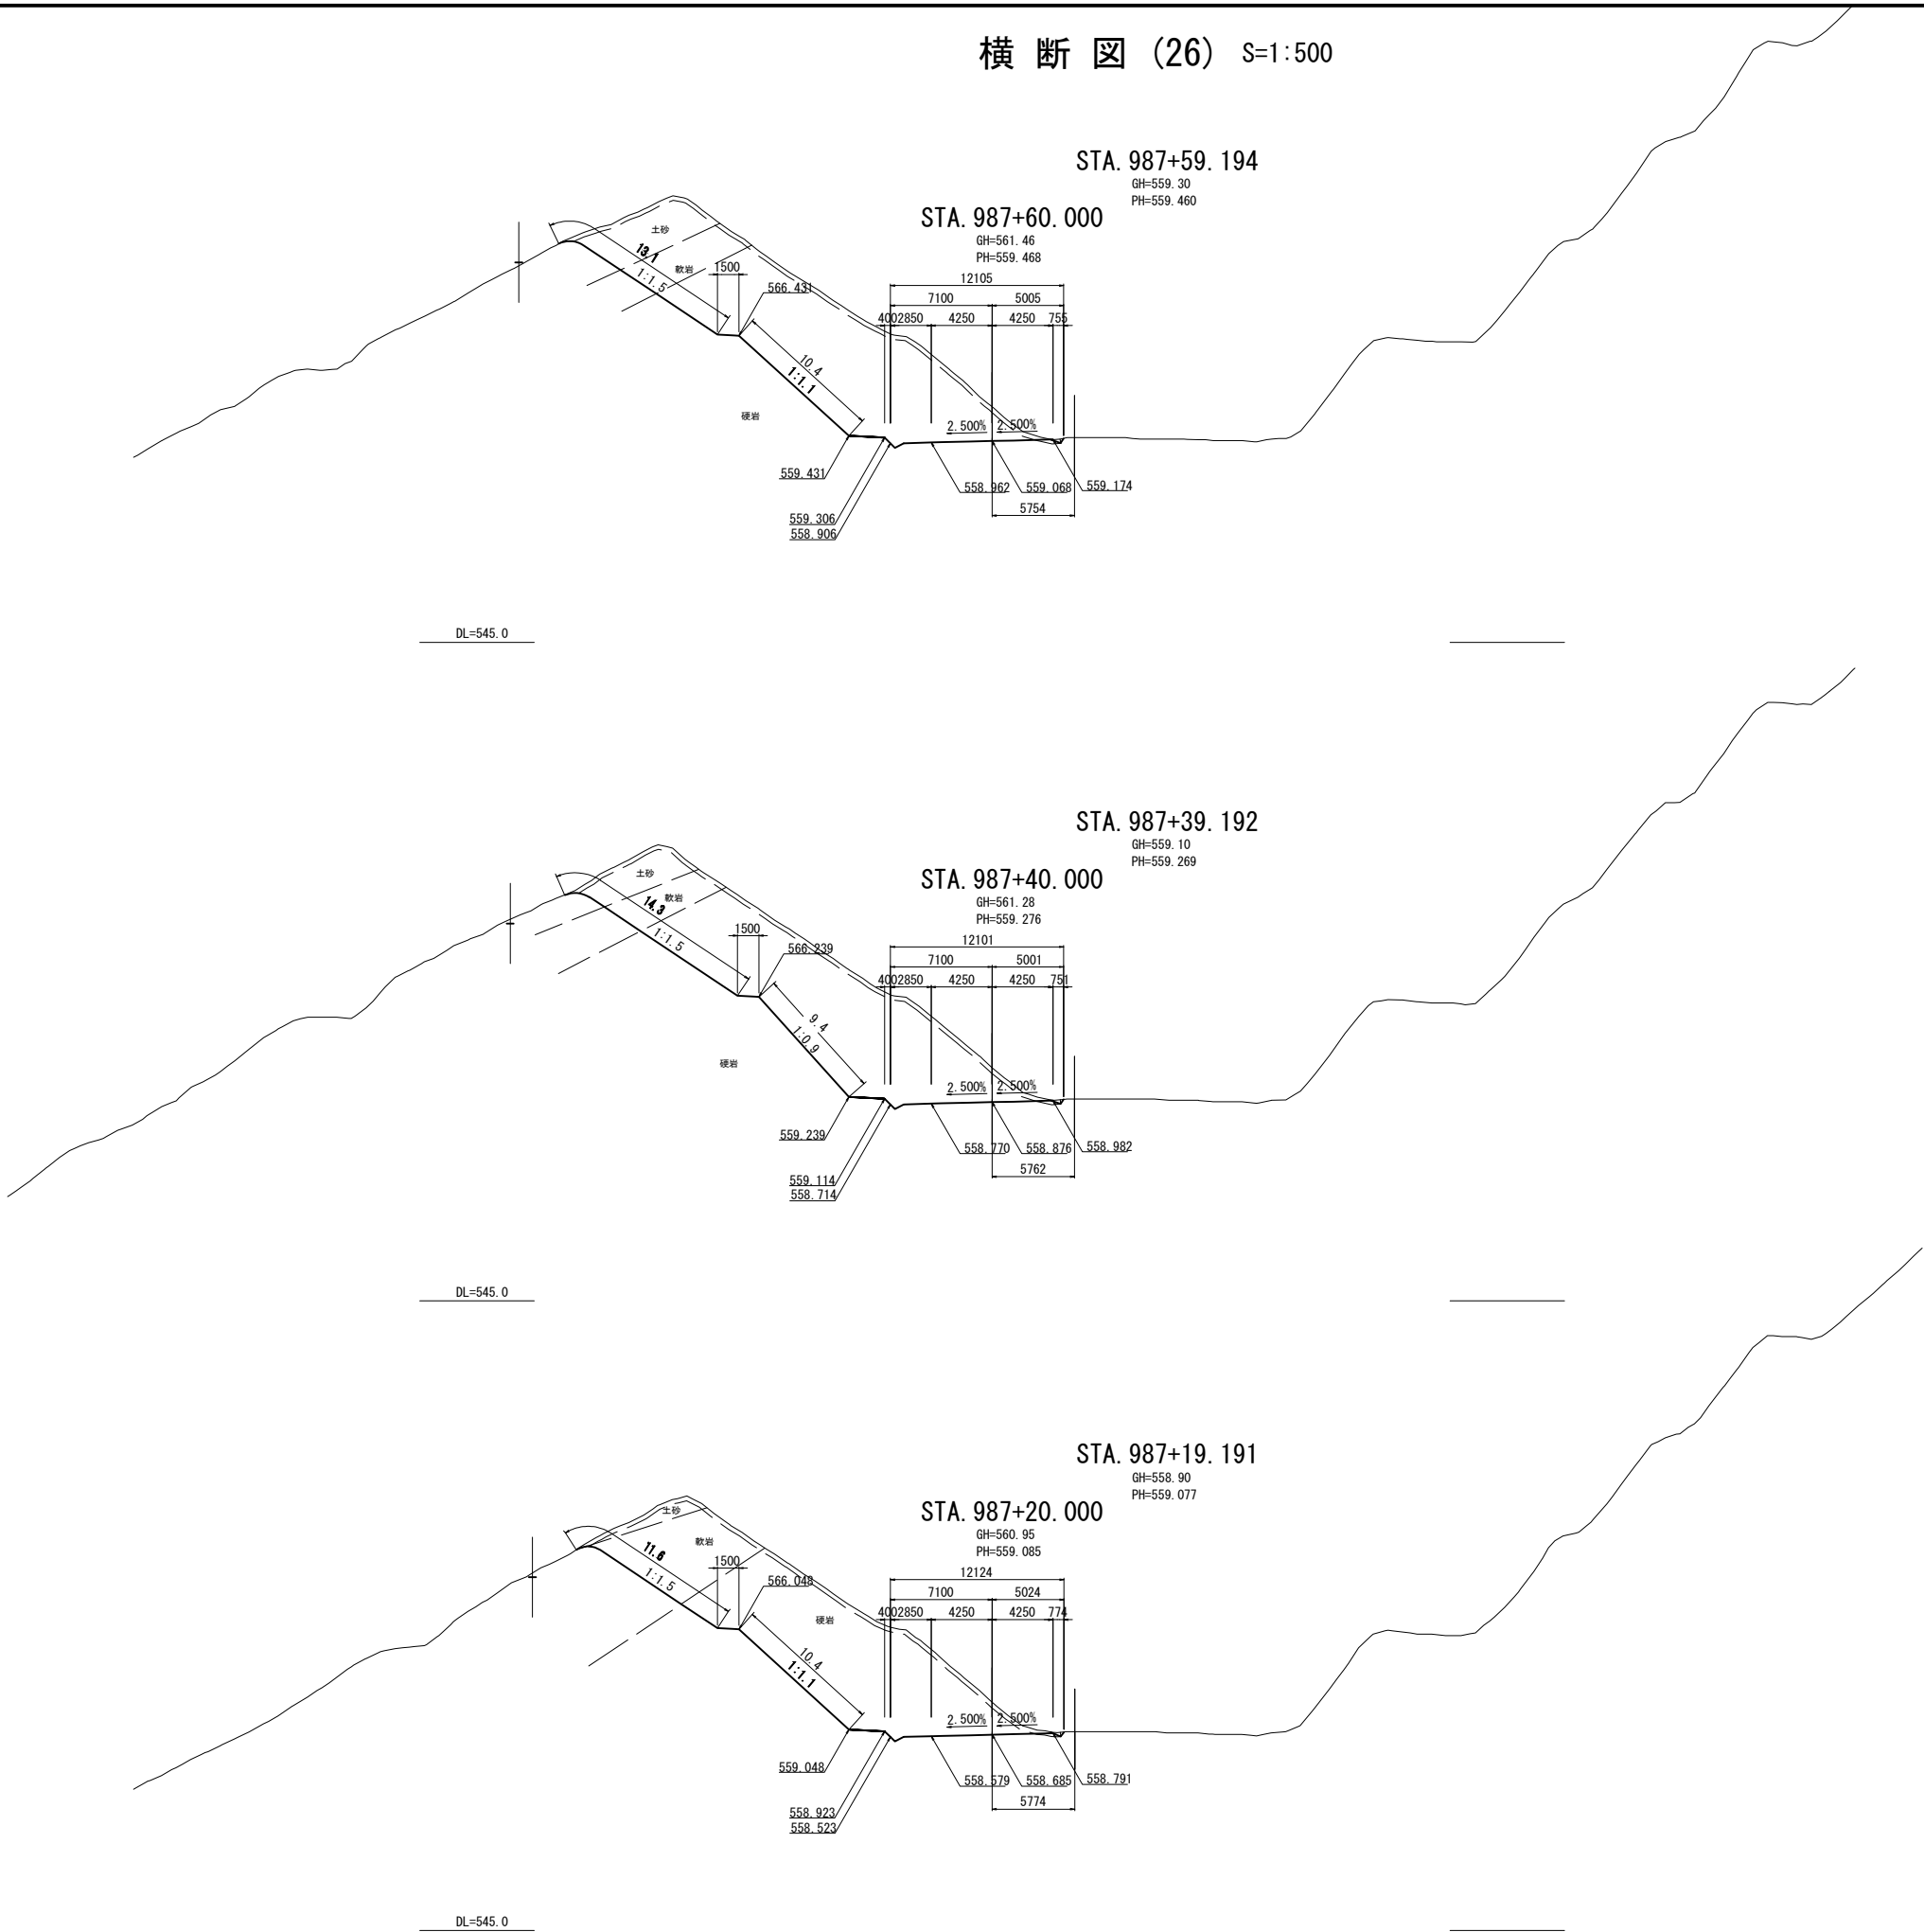 横 断 図 (26) S=1:500
STA. 987+59. 194
GH=559. 30
PH=559. 460
STA. 987+60. 000
GH=561. 46
PH=559. 468
土砂
軟岩
硬岩
13.1
1:1.5
1500
566. 431
10.4
1:1.1
12105
7100 5005
400 2850 4250 4250 755
2. 500% 2. 500%
559. 431
558. 962 559. 068 559. 174
559. 306
558. 906
5754
DL=545. 0
STA. 987+39. 192
GH=559. 10
PH=559. 269
STA. 987+40. 000
GH=561. 28
PH=559. 276
土砂
軟岩
硬岩
14.3
1:1.5
1500
566. 239
9.4
1:0.9
12101
7100 5001
400 2850 4250 4250 751
2. 500% 2. 500%
559. 239
558. 770 558. 876 558. 982
559. 114
558. 714
5762
DL=545. 0
STA. 987+19. 191
GH=558. 90
PH=559. 077
STA. 987+20. 000
GH=560. 95
PH=559. 085
土砂
軟岩
硬岩
11.6
1:1.5
1500
566. 048
10.4
1:1.1
12124
7100 5024
400 2850 4250 4250 774
2. 500% 2. 500%
559. 048
558. 579 558. 685 558. 791
558. 923
558. 523
5774
DL=545. 0